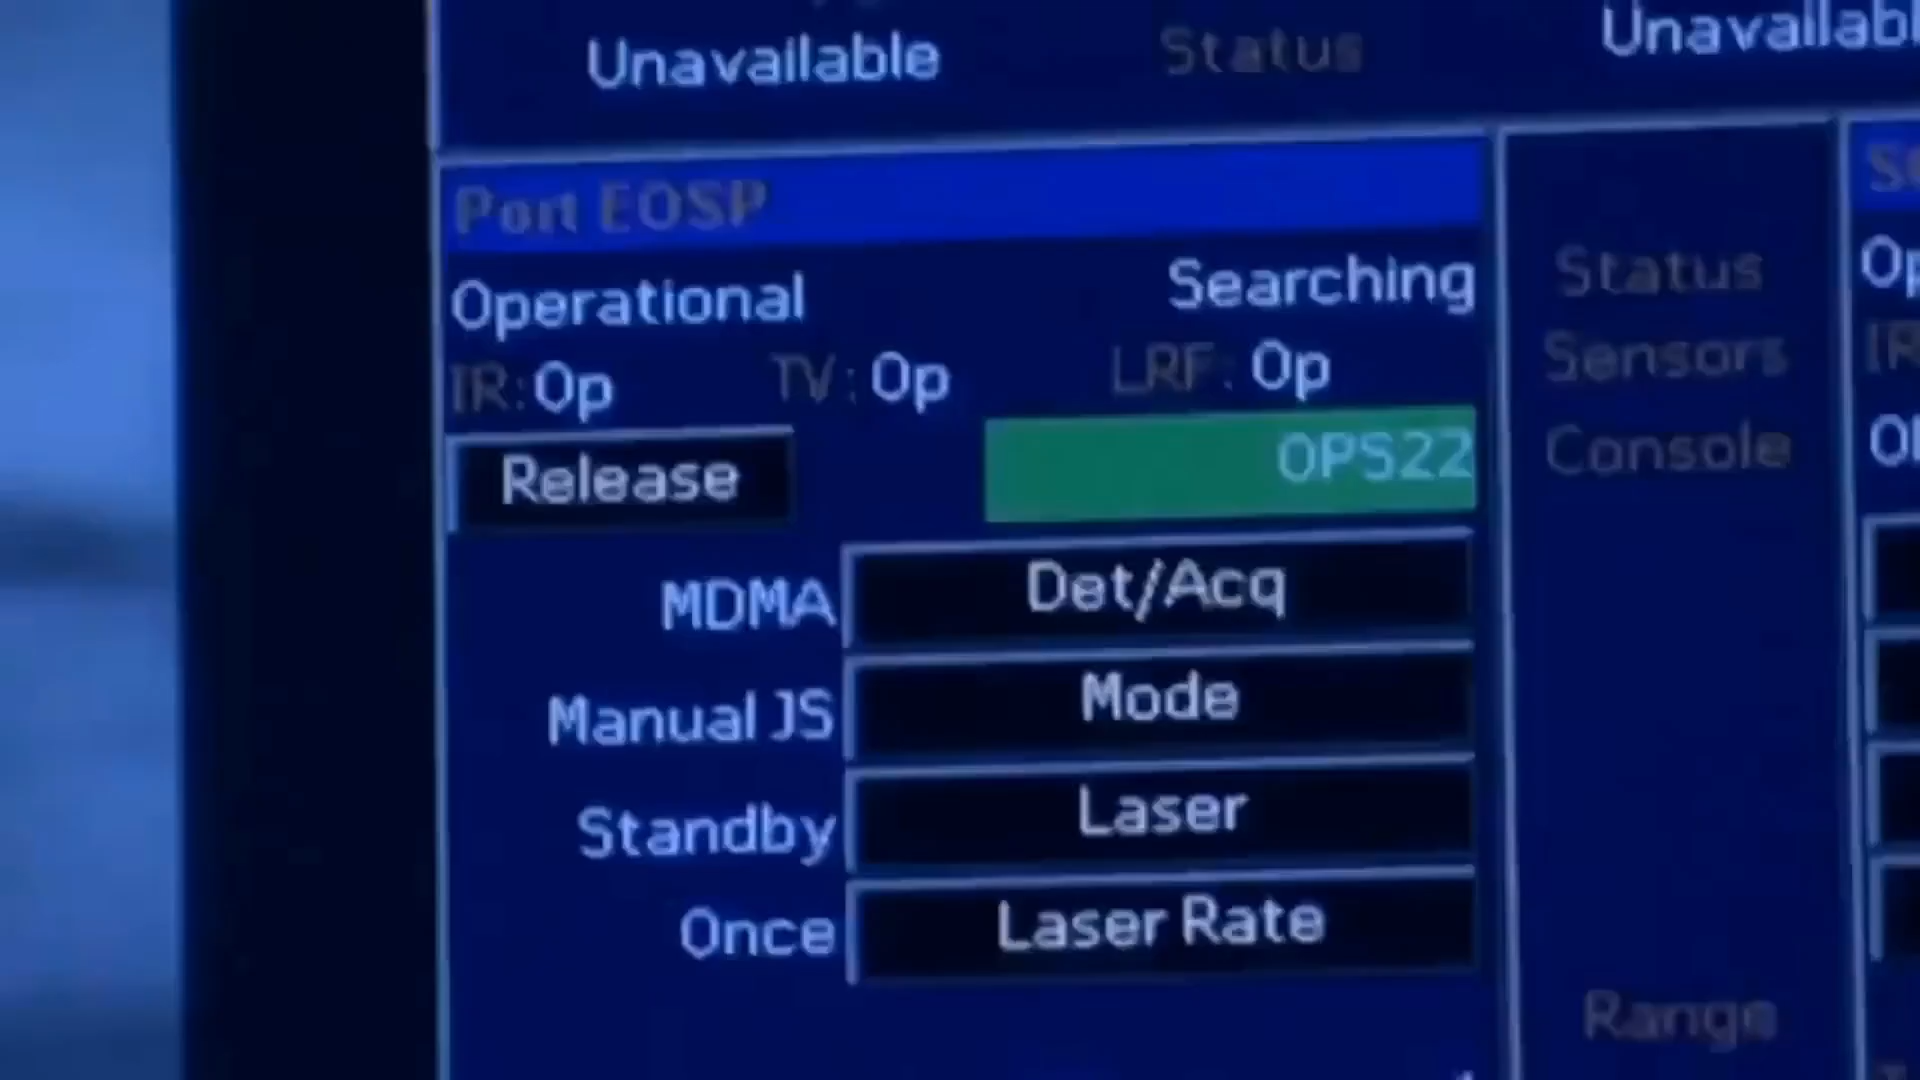 Unavailable Status
Port EOSP
Operational Searching Status
IR: Op TV: Op LRF: Op Sensors IR
Release OPS22 Console
MDMA Det/Acq
Manual JS Mode
Standby Laser
Once Laser Rate
Range